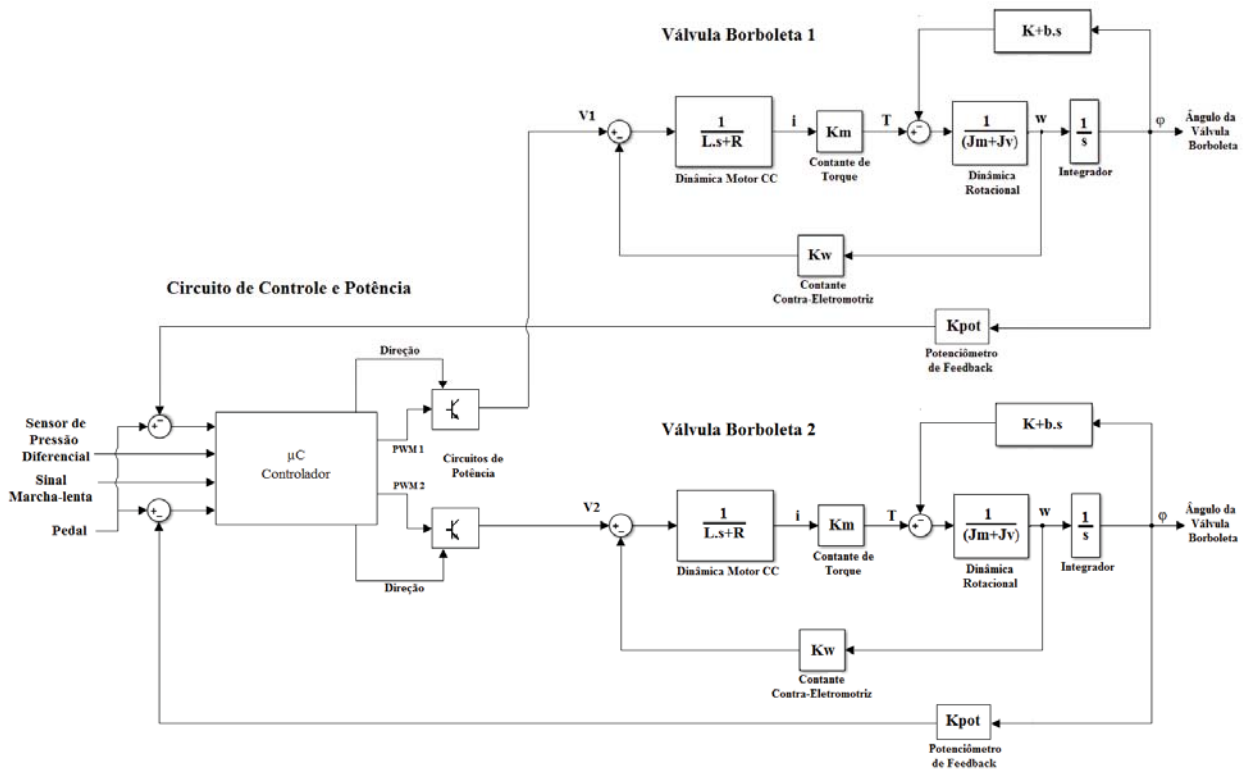 Válvula Borboleta 1
K+b.s
V1
+
-
1
L.s+R
Dinâmica Motor CC
i
Km
Contante de
Torque
T
+
-
1
(Jm+Jv)
Dinâmica
Rotacional
w
1
s
Integrador
φ
Ângulo da
Válvula
Borboleta
Kw
Contante
Contra-Eletromotriz
Kpot
Potenciômetro
de Feedback
Circuito de Controle e Potência
Direção
+
-
Sensor de
Pressão
Diferencial
Sinal
Marcha-lenta
Pedal
+
-
µC
Controlador
PWM 1
Circuitos de
Potência
PWM 2
Direção
Válvula Borboleta 2
K+b.s
V2
+
-
1
L.s+R
Dinâmica Motor CC
i
Km
Contante de
Torque
T
+
-
1
(Jm+Jv)
Dinâmica
Rotacional
w
1
s
Integrador
φ
Ângulo da
Válvula
Borboleta
Kw
Contante
Contra-Eletromotriz
Kpot
Potenciômetro
de Feedback